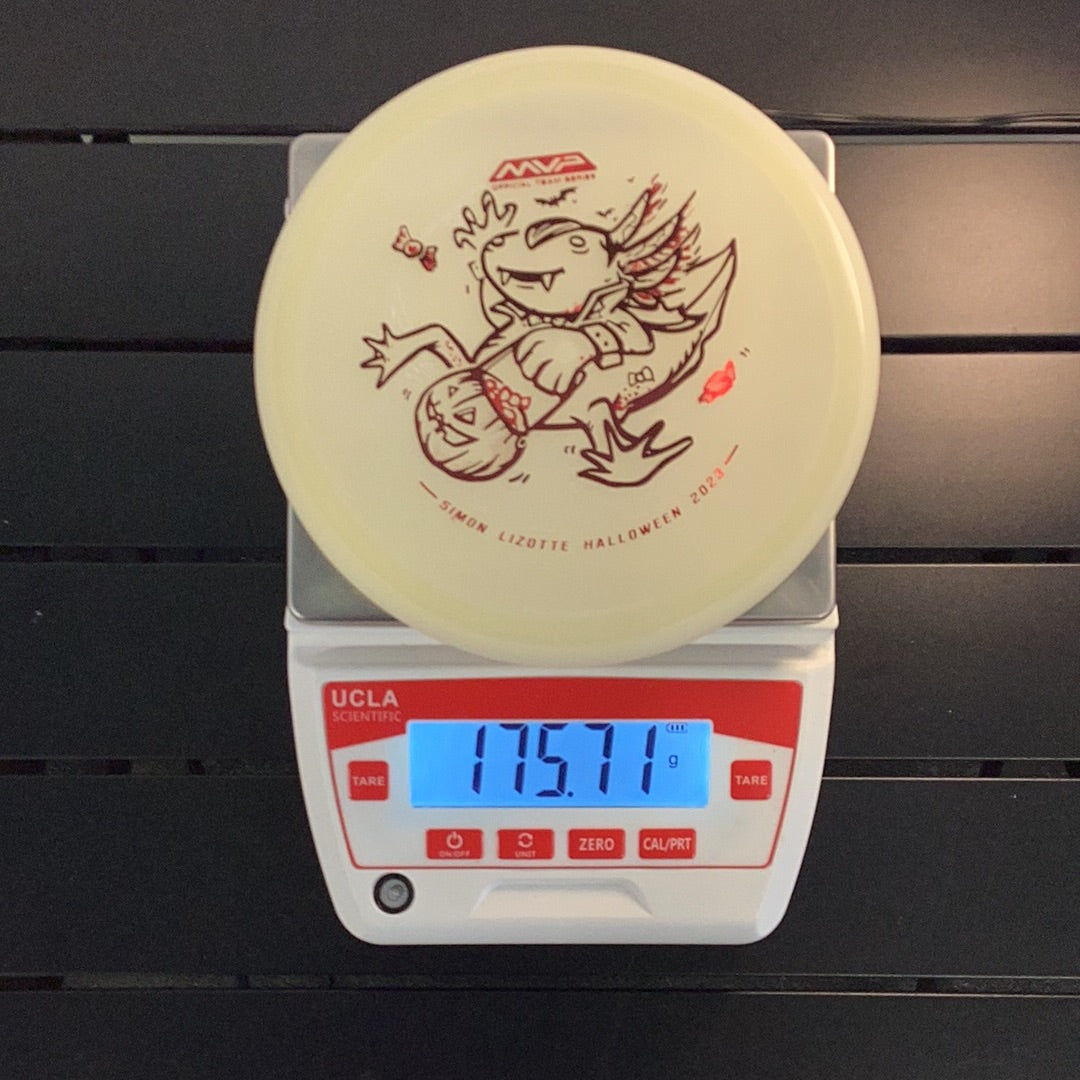 MVP
OFFICIAL TEAM SERIES
SIMON LIZOTTE HALLOWEEN 2023
UCLA
SCIENTIFIC
175.71 g
TARE
TARE
ON/OFF
UNIT
ZERO
CAL/PRT